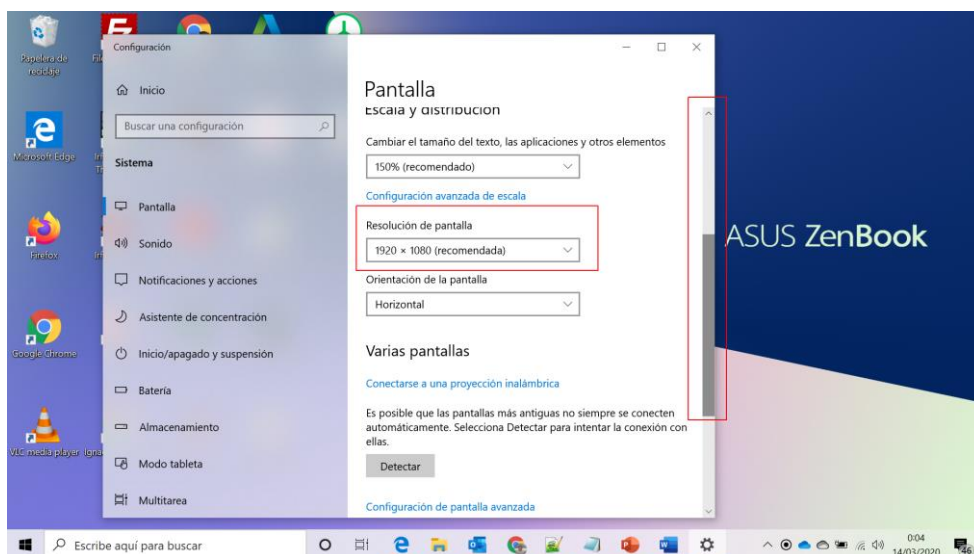 Papelera de
reciclaje
Microsoft Edge
Firefox
Google Chrome
VLC media player
Configuración
Inicio
Buscar una configuración
Sistema
Pantalla
Sonido
Notificaciones y acciones
Asistente de concentración
Inicio/apagado y suspensión
Batería
Almacenamiento
Modo tableta
Multitarea
Pantalla
Escala y distribución
Cambiar el tamaño del texto, las aplicaciones y otros elementos
150% (recomendado)
Configuración avanzada de escala
Resolución de pantalla
1920 × 1080 (recomendada)
Orientación de la pantalla
Horizontal
Varias pantallas
Conectarse a una proyección inalámbrica
Es posible que las pantallas más antiguas no siempre se conecten
automáticamente. Selecciona Detectar para intentar la conexión con
ellas.
Detectar
Configuración de pantalla avanzada
ASUS ZenBook
Escribe aquí para buscar
0:04
14/03/2020